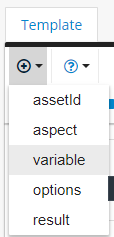 Template
assetId
aspect
variable
options
result